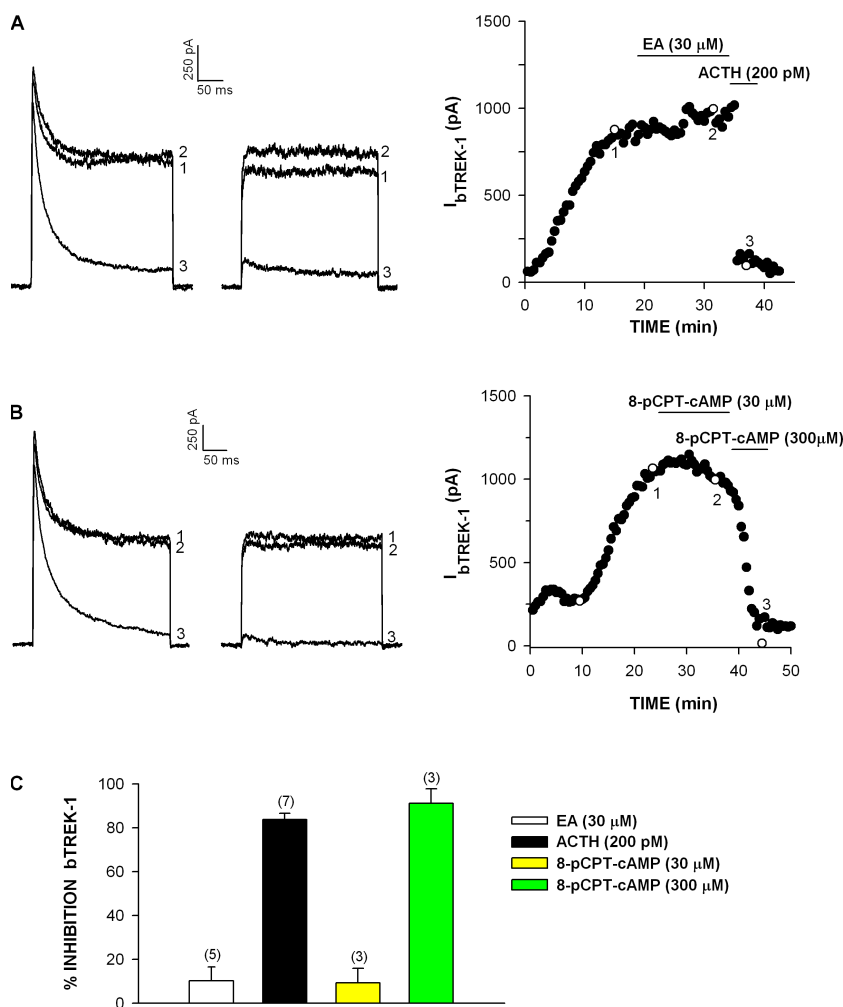 A
250 pA
50 ms
2
1
3
2
1
3
I bTREK-1 (pA)
1500
1000
500
0
EA (30 μM)
ACTH (200 pM)
1
2
3
0
10
20
30
40
TIME (min)
B
250 pA
50 ms
1
2
3
1
2
3
I bTREK-1 (pA)
1500
1000
500
0
8-pCPT-cAMP (30 μM)
8-pCPT-cAMP (300μM)
1
2
3
0
10
20
30
40
50
TIME (min)
C
% INHIBITION bTREK-1
100
80
60
40
20
0
(5)
(7)
(3)
(3)
EA (30 μM)
ACTH (200 pM)
8-pCPT-cAMP (30 μM)
8-pCPT-cAMP (300 μM)